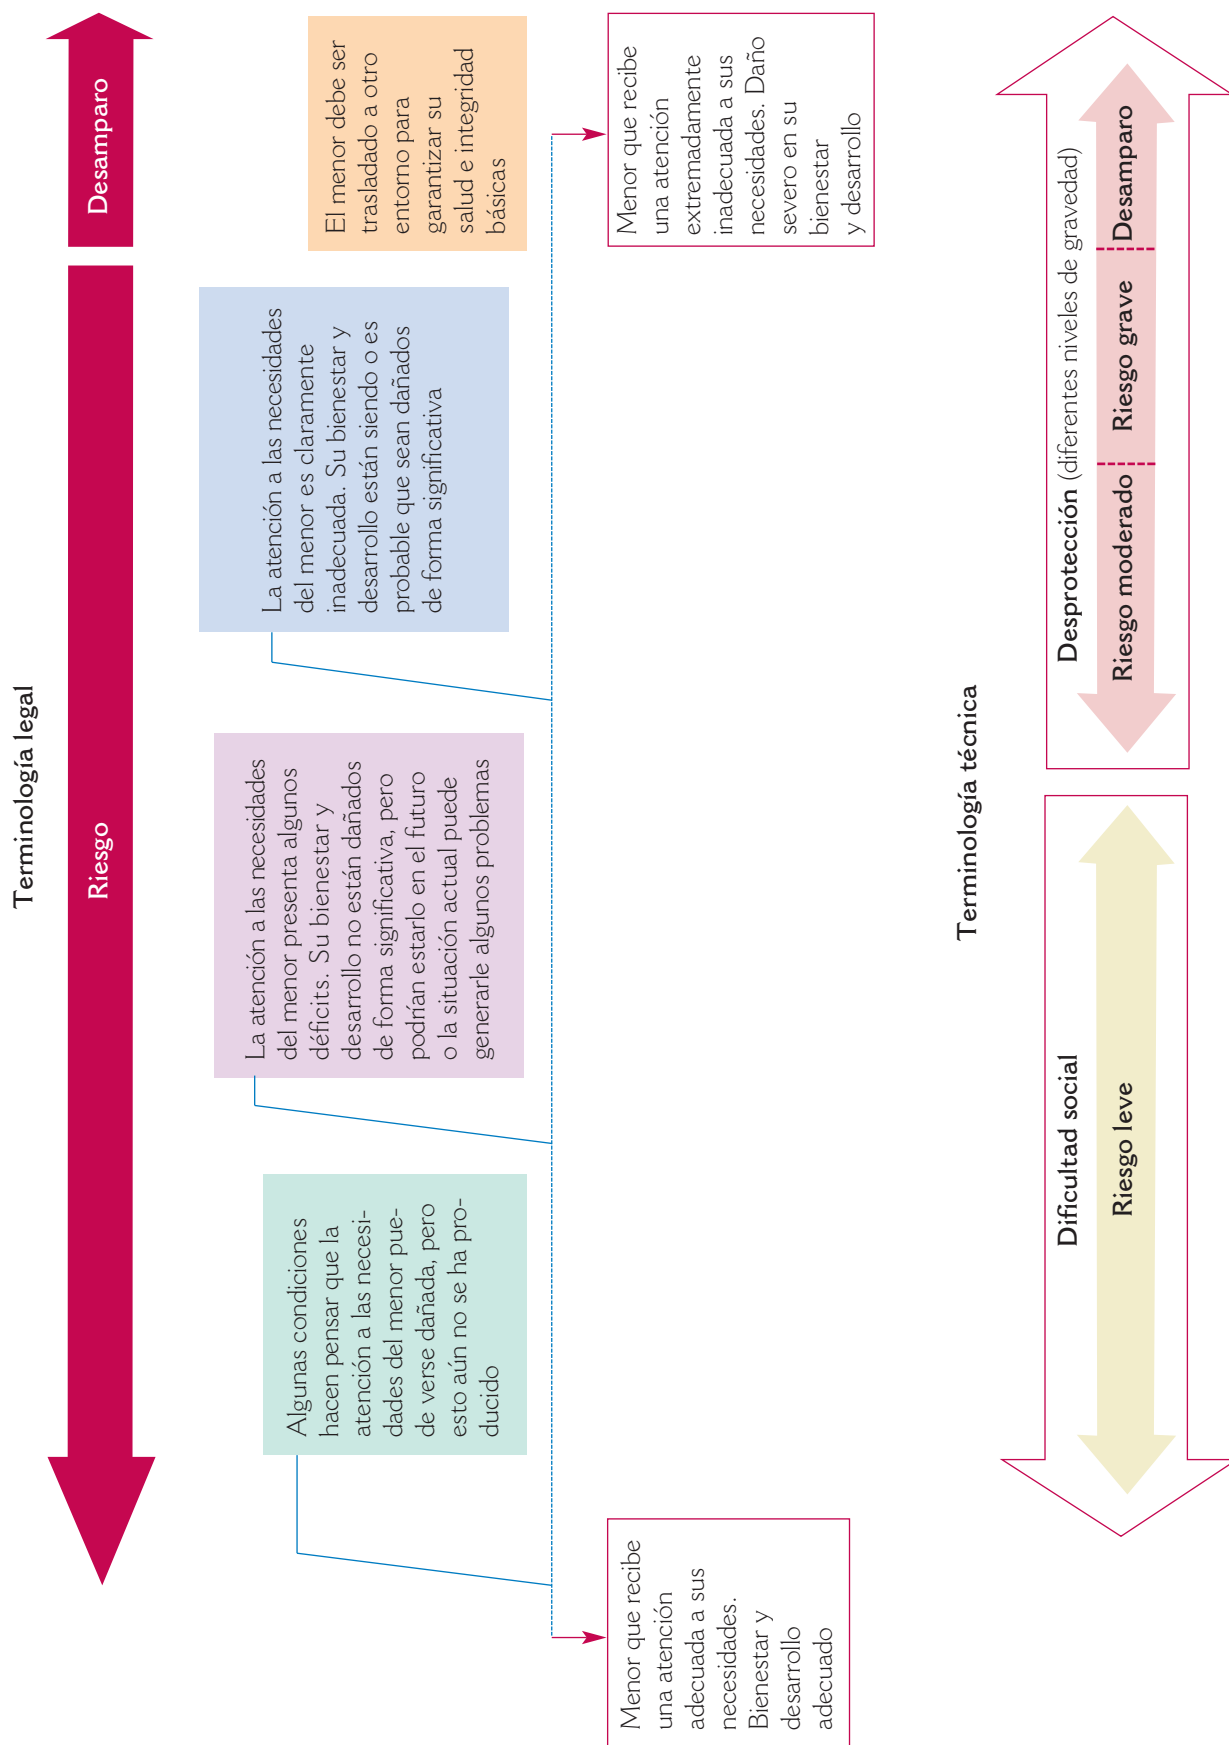 Terminología legal
Riesgo
Desamparo
Algunas condiciones
hacen pensar que la
atención a las necesi-
dades del menor pue-
de verse dañada, pero
esto aún no se ha pro-
ducido
La atención a las necesidades
del menor presenta algunos
déficits. Su bienestar y
desarrollo no están dañados
de forma significativa, pero
podrían estarlo en el futuro
o la situación actual puede
generarle algunos problemas
La atención a las necesidades
del menor es claramente
inadecuada. Su bienestar y
desarrollo están siendo o es
probable que sean dañados
de forma significativa
El menor debe ser
trasladado a otro
entorno para
garantizar su
salud e integridad
básicas
Menor que recibe
una atención
adecuada a sus
necesidades.
Bienestar y
desarrollo
adecuado
Menor que recibe
una atención
extremadamente
inadecuada a sus
necesidades. Daño
severo en su
bienestar
y desarrollo
Terminología técnica
Dificultad social
Riesgo leve
Desprotección (diferentes niveles de gravedad)
Riesgo moderado
Riesgo grave
Desamparo